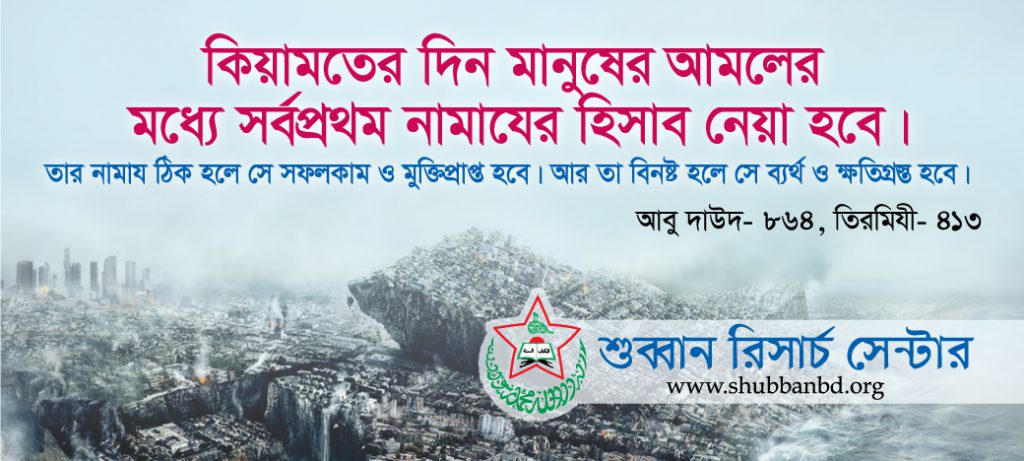 কিয়ামতের দিন মানুষের আমলের
মধ্যে সর্বপ্রথম নামাযের হিসাব নেয়া হবে।
তার নামায ঠিক হলে সে সফলকাম ও মুক্তিপ্রাপ্ত হবে। আর তা বিনষ্ট হলে সে ব্যর্থ ও ক্ষতিগ্রস্ত হবে।
আবু দাউদ- ৮৬৪, তিরমিযী- ৪১৩
শুব্বান রিসার্চ সেন্টার
www.shubbanbd.org